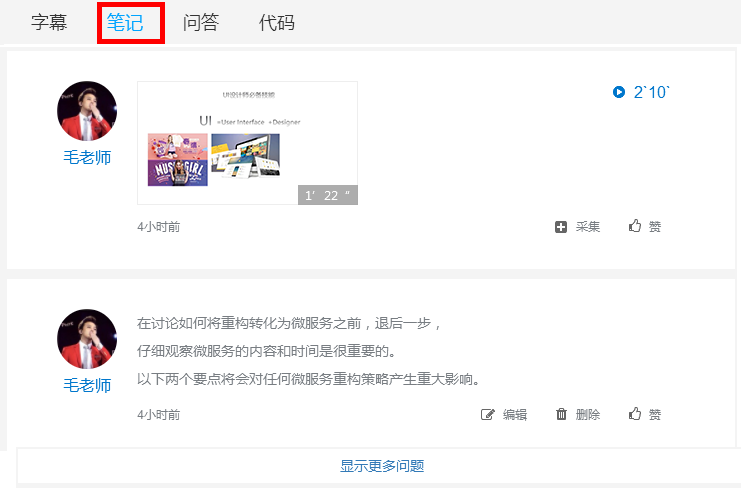 字幕 笔记 问答 代码
UI设计师必备技能
UI +User Interface +Designer
2`10`
1′ 22 ″
毛老师
4小时前 采集 赞
在讨论如何将重构转化为微服务之前，退后一步，
仔细观察微服务的内容和时间是很重要的。
以下两个要点将会对任何微服务重构策略产生重大影响。
毛老师
4小时前 编辑 删除 赞
显示更多问题